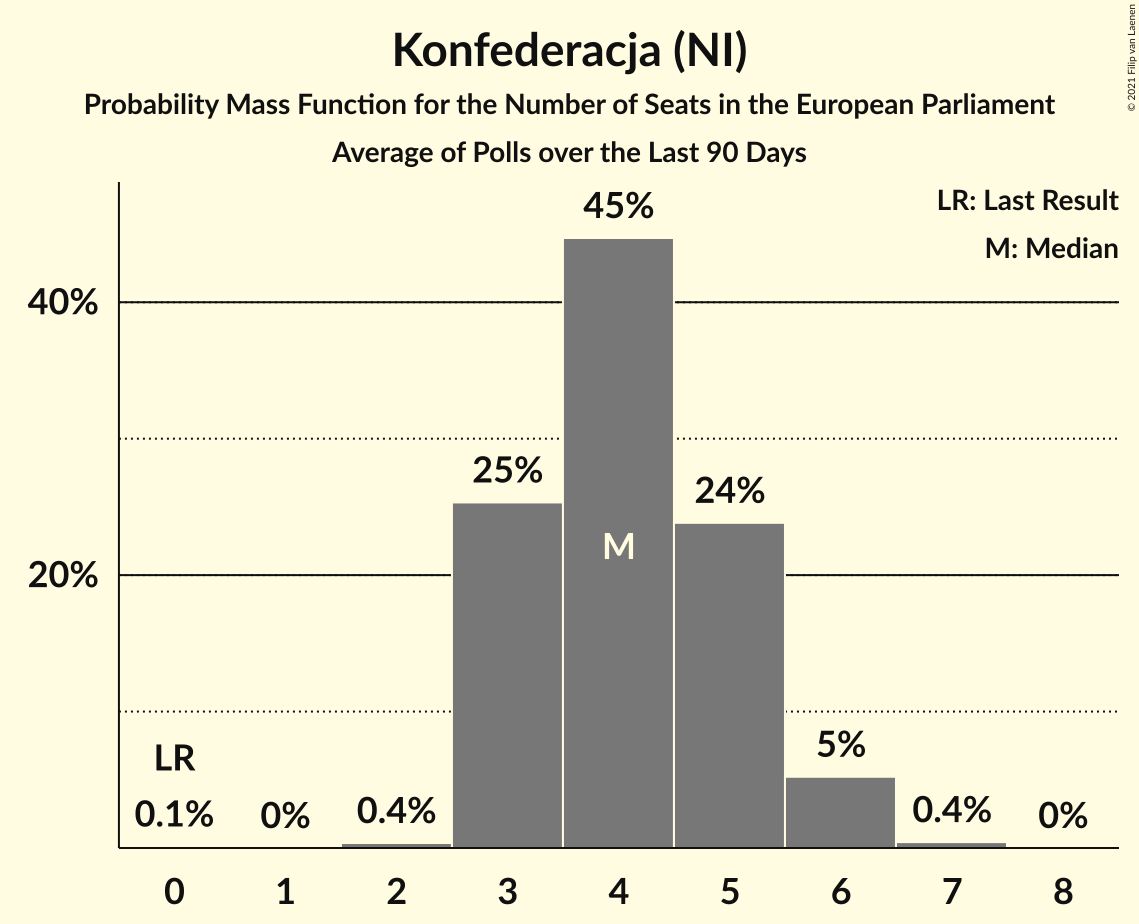 Konfederacja (NI)
Probability Mass Function for the Number of Seats in the European Parliament
Average of Polls over the Last 90 Days
© 2021 Filip van Laenen
LR: Last Result
M: Median
40%
20%
LR
0.1%
0%
0.4%
25%
45%
M
24%
5%
0.4%
0%
0 1 2 3 4 5 6 7 8